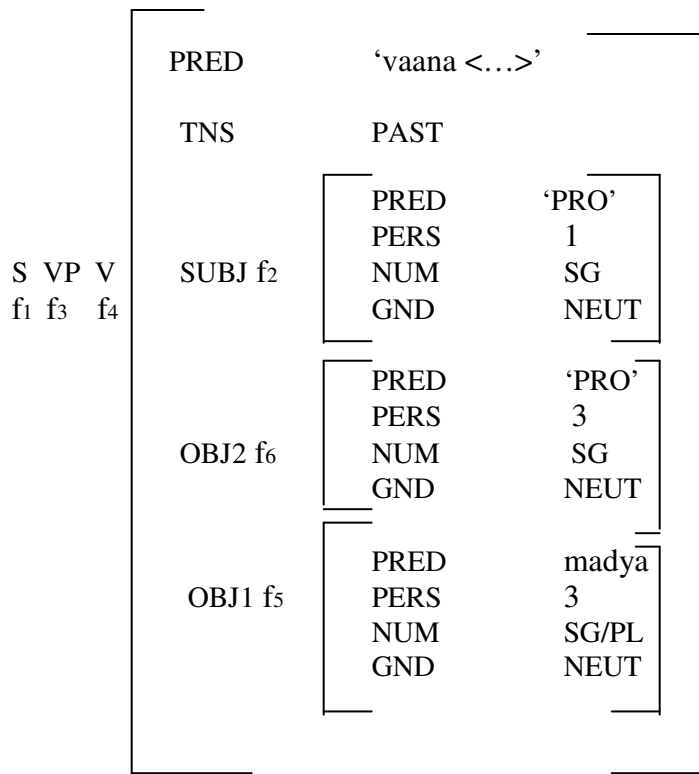 PRED ‘vaana <…>’
TNS PAST
PRED ‘PRO’
PERS 1
S VP V SUBJ f2 NUM SG
f1 f3 f4 GND NEUT
PRED ‘PRO’
PERS 3
OBJ2 f6 NUM SG
GND NEUT
PRED madya
OBJ1 f5 PERS 3
NUM SG/PL
GND NEUT